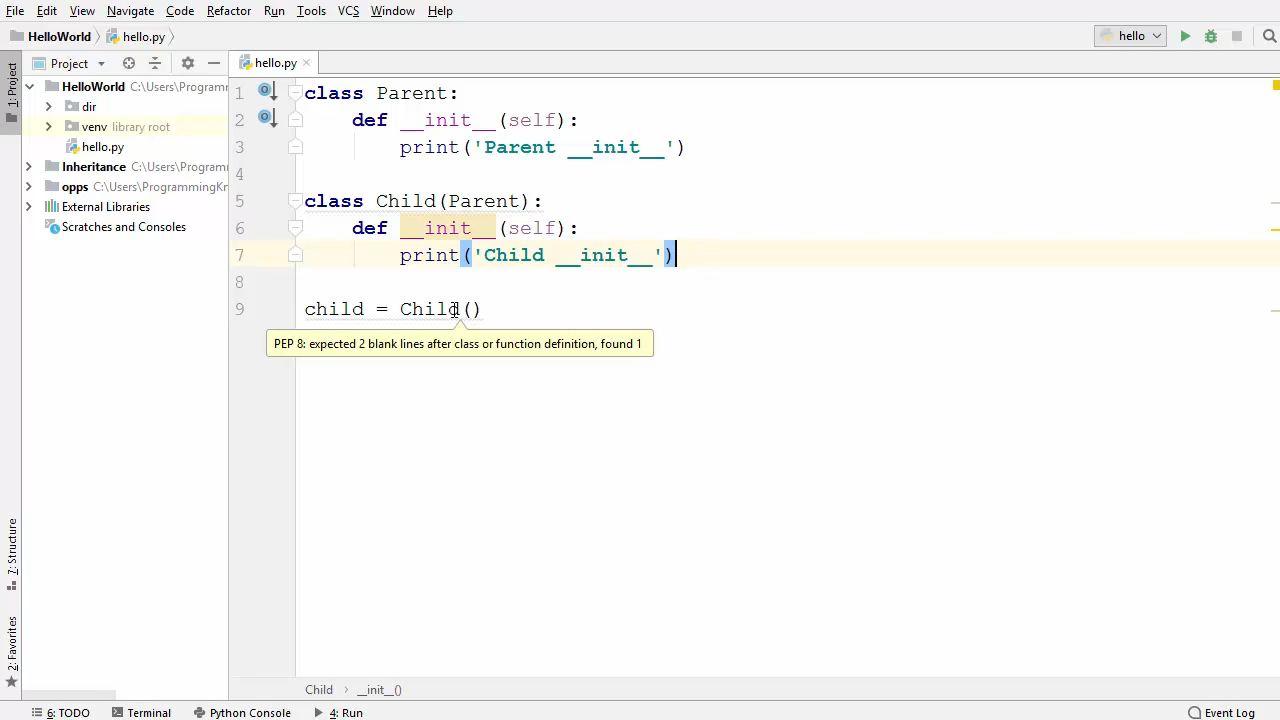 File Edit View Navigate Code Refactor Run Tools VCS Window Help
HelloWorld hello.py hello
1: Project
Project hello.py
HelloWorld C:\Users\Programm
dir
venv library root
hello.py
Inheritance C:\Users\
opps C:\Users\ProgrammingKn
External Libraries
Scratches and Consoles
1 class Parent:
2 def __init__(self):
3 print('Parent __init__')
4
5 class Child(Parent):
6 def __init__(self):
7 print('Child __init__')
8
9 child = Child()
PEP 8: expected 2 blank lines after class or function definition, found 1
7: Structure
2: Favorites
Child __init__()
6: TODO Terminal Python Console 4: Run Event Log